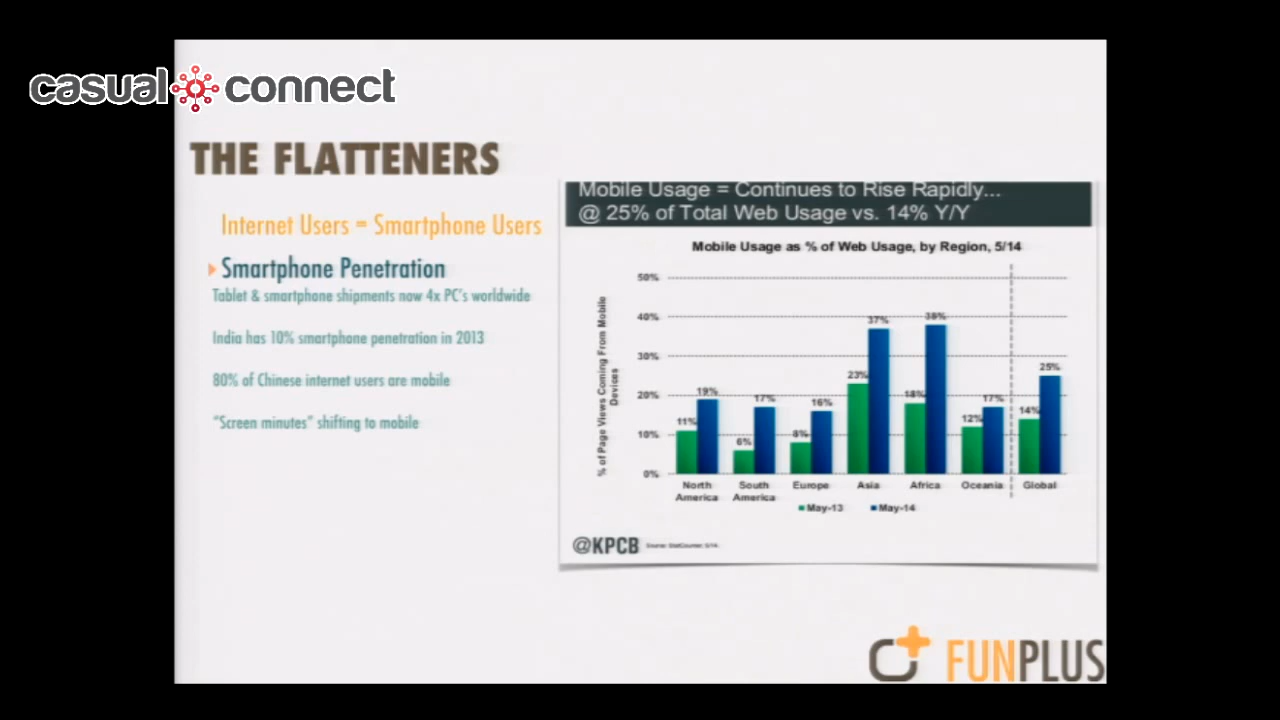 casual connect
THE FLATTENERS
Internet Users = Smartphone Users
Smartphone Penetration
Tablet & smartphone shipments now 4x PC's worldwide
India has 10% smartphone penetration in 2013
80% of Chinese internet users are mobile
"Screen minutes" shifting to mobile
Mobile Usage = Continues to Rise Rapidly...
@ 25% of Total Web Usage vs. 14% Y/Y
Mobile Usage as % of Web Usage, by Region, 5/14
% of Page Views Coming From Mobile
Devices
50%
40%
30%
20%
10%
0%
11% 19%
6% 17%
8% 16%
23% 37%
18% 38%
12% 17%
14% 25%
North
America
South
America
Europe
Asia
Africa
Oceania
Global
May-13 May-14
@KPCB
Source: StatCounter, 5/14
FUNPLUS